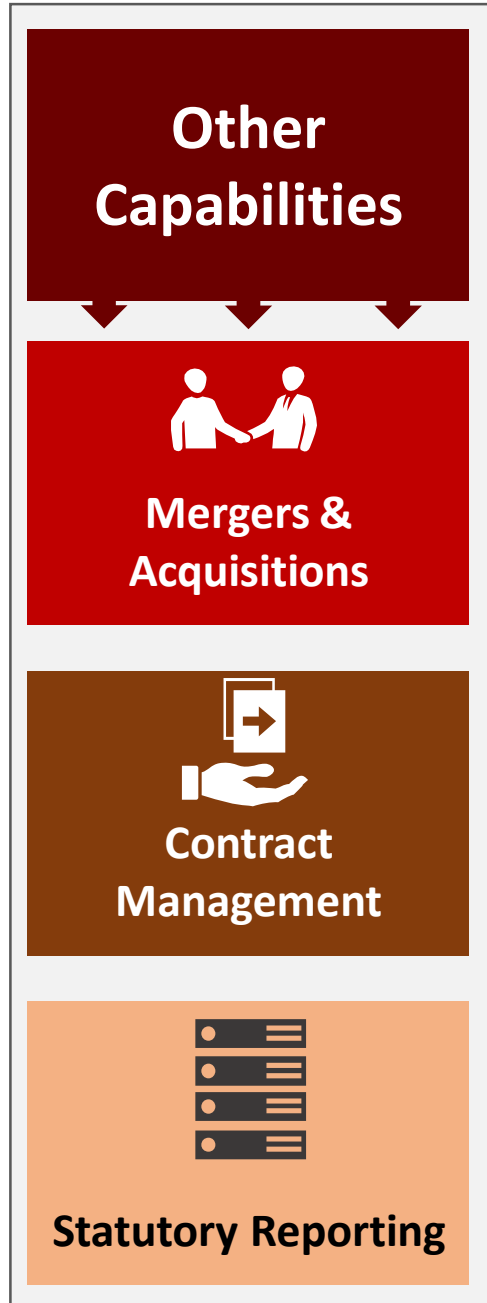 Other
Capabilities
Mergers &
Acquisitions
Contract
Management
Statutory Reporting